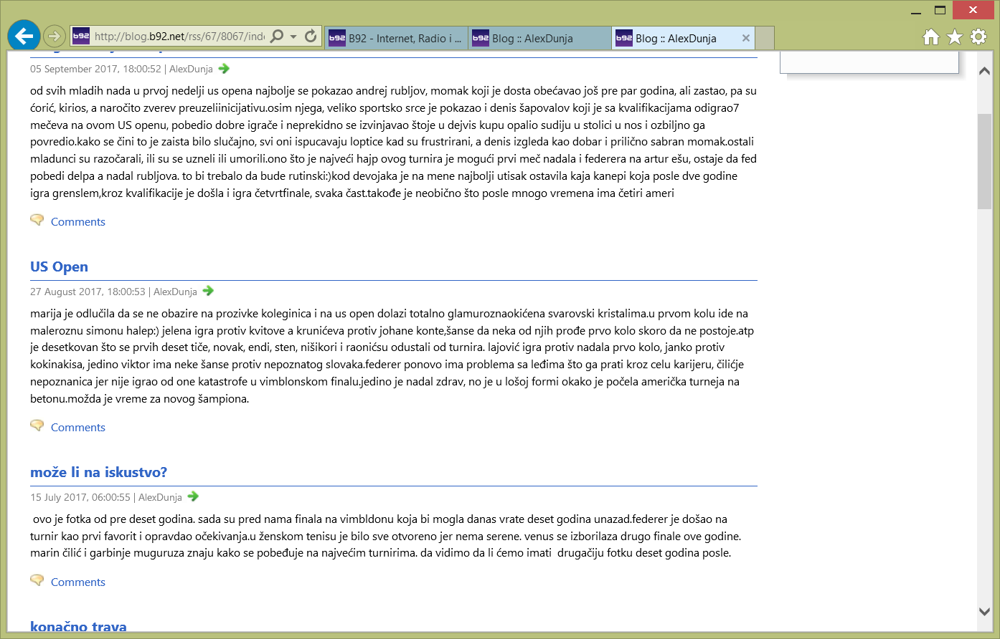 b92 http://blog.b92.net/rss/67/8067/inde
b92 B92 - Internet, Radio i ...
b92 Blog :: AlexDunja
b92 Blog :: AlexDunja
05 September 2017, 18:00:52 | AlexDunja
od svih mladih nada u prvoj nedelji us opena najbolje se pokazao andrej rubljov, momak koji je dosta obećavao još pre par godina, ali zastao, pa su
ćorić, kirios, a naročito zverev preuzeliinicijativu.osim njega, veliko sportsko srce je pokazao i denis šapovalov koji je sa kvalifikacijama odigrao7
mečeva na ovom US openu, pobedio dobre igrače i neprekidno se izvinjavao štoje u dejvis kupu opalio sudiju u stolici u nos i ozbiljno ga
povredio.kako se čini to je zaista bilo slučajno, svi oni ispucavaju loptice kad su frustrirani, a denis izgleda kao dobar i prilično sabran momak.ostali
mladunci su razočarali, ili su se uzneli ili umorili.ono što je najveći hajp ovog turnira je mogući prvi meč nadala i federera na artur ešu, ostaje da fed
pobedi delpa a nadal rubljova. to bi trebalo da bude rutinski:)kod devojaka je na mene najbolji utisak ostavila kaja kanepi koja posle dve godine
igra grenslem,kroz kvalifikacije je došla i igra četvrtfinale, svaka čast.takođe je neobično što posle mnogo vremena ima četiri ameri
Comments
US Open
27 August 2017, 18:00:53 | AlexDunja
marija je odlučila da se ne obazire na prozivke koleginica i na us open dolazi totalno glamuroznaokićena svarovski kristalima.u prvom kolu ide na
maleroznu simonu halep:) jelena igra protiv kvitove a krunićeva protiv johane konte,šanse da neka od njih prođe prvo kolo skoro da ne postoje.atp
je desetkovan što se prvih deset tiče, novak, endi, sten, nišikori i raonićsu odustali od turnira. lajović igra protiv nadala prvo kolo, janko protiv
kokinakisa, jedino viktor ima neke šanse protiv nepoznatog slovaka.federer ponovo ima problema sa leđima što ga prati kroz celu karijeru, čilićje
nepoznanica jer nije igrao od one katastrofe u vimblonskom finalu.jedino je nadal zdrav, no je u lošoj formi okako je počela američka turneja na
betonu.možda je vreme za novog šampiona.
Comments
može li na iskustvo?
15 July 2017, 06:00:55 | AlexDunja
ovo je fotka od pre deset godina. sada su pred nama finala na vimbldonu koja bi mogla danas vrate deset godina unazad.federer je došao na
turnir kao prvi favorit i opravdao očekivanja.u ženskom tenisu je bilo sve otvoreno jer nema serene. venus se izborilaza drugo finale ove godine.
marin čilić i garbinje muguruza znaju kako se pobeđuje na najvećim turnirima. da vidimo da li ćemo imati  drugačiju fotku deset godina posle.
Comments
konačno trava